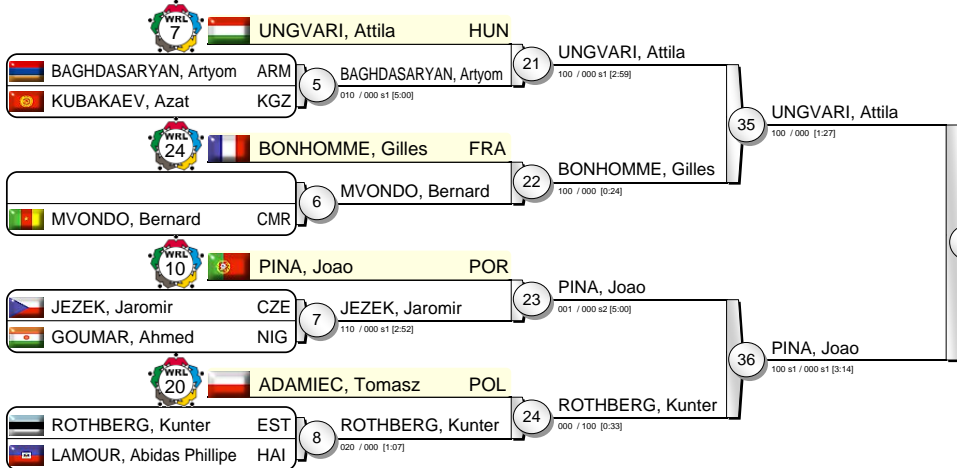 WRL
7
UNGVARI, Attila HUN
BAGHDASARYAN, Artyom ARM
KUBAKAEV, Azat KGZ
5
BAGHDASARYAN, Artyom
010 / 000 s1 [5:00]
21
UNGVARI, Attila
100 / 000 s1 [2:59]
WRL
24
BONHOMME, Gilles FRA
MVONDO, Bernard CMR
6
MVONDO, Bernard
22
BONHOMME, Gilles
100 / 000 [0:24]
35
UNGVARI, Attila
100 / 000 [1:27]
WRL
10
PINA, Joao POR
JEZEK, Jaromir CZE
GOUMAR, Ahmed NIG
7
JEZEK, Jaromir
110 / 000 s1 [2:52]
23
PINA, Joao
001 / 000 s2 [5:00]
WRL
20
ADAMIEC, Tomasz POL
ROTHBERG, Kunter EST
LAMOUR, Abidas Phillipe HAI
8
ROTHBERG, Kunter
020 / 000 [1:07]
24
ROTHBERG, Kunter
000 / 100 [0:33]
36
PINA, Joao
100 s1 / 000 s1 [3:14]